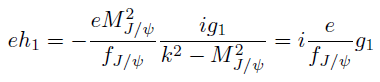 $eh_1 = -\frac{eM_{J/\psi}^2}{f_{J/\psi}} \frac{ig_1}{k^2 - M_{J/\psi}^2} = i\frac{e}{f_{J/\psi}}g_1$